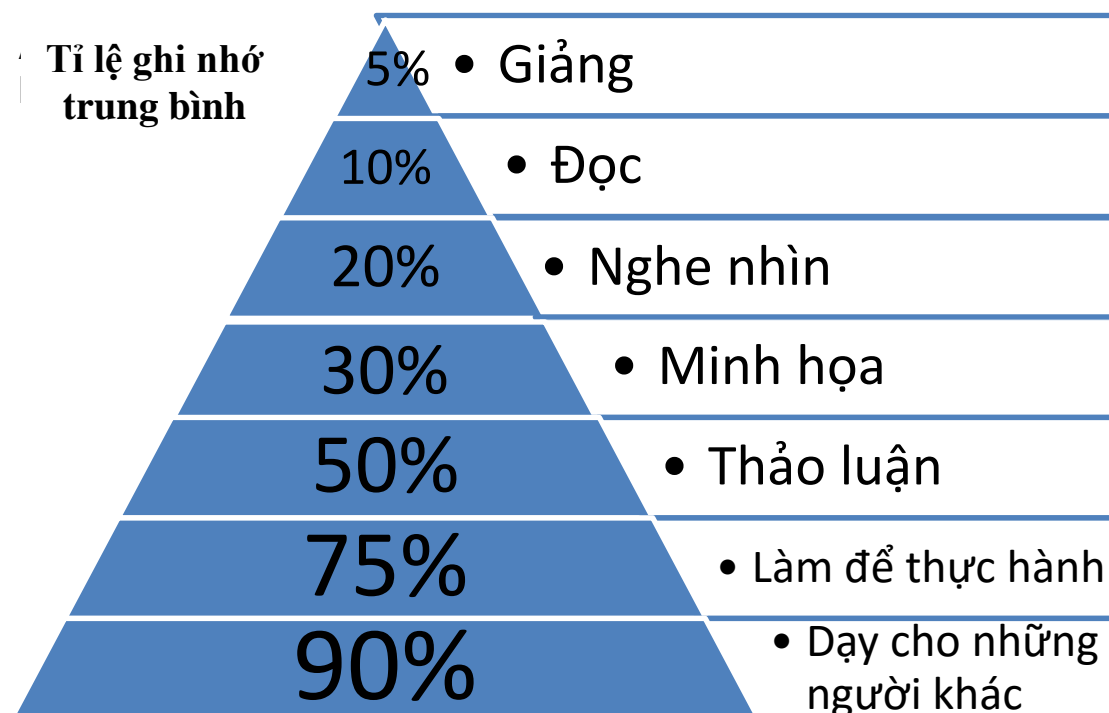 Tỉ lệ ghi nhớ
trung bình
5% • Giảng
10% • Đọc
20% • Nghe nhìn
30% • Minh họa
50% • Thảo luận
75% • Làm để thực hành
90% • Dạy cho những
người khác